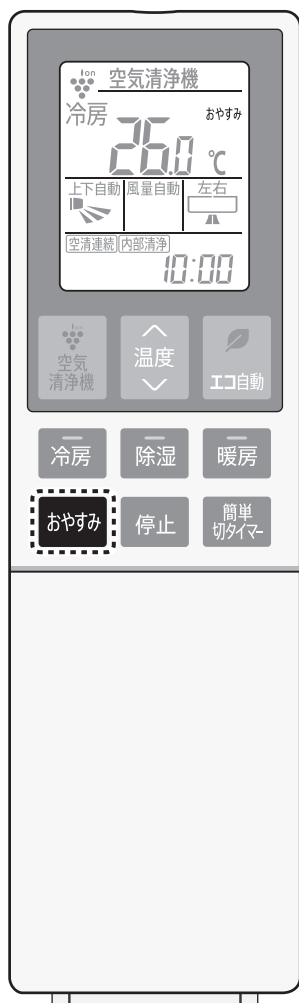 Ion 空気清浄機
冷房 26.0 ℃ おやすみ
上下自動 風量自動 左右
空清連続 内部清浄
10:00
Ion 空気清浄機
温度
エコ自動
冷房 除湿 暖房
おやすみ 停止 簡単切タイマー